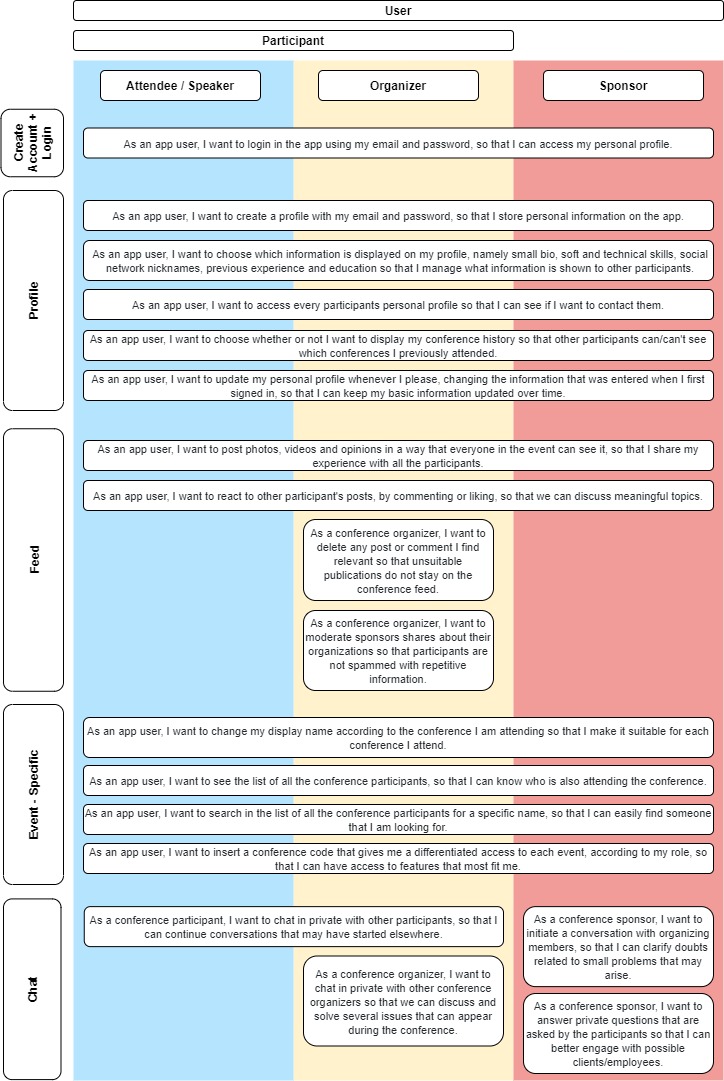 User
Participant
Attendee / Speaker
Organizer
Sponsor
Create
Account +
Login
As an app user, I want to login in the app using my email and password, so that I can access my personal profile.
Profile
As an app user, I want to create a profile with my email and password, so that I store personal information on the app.
As an app user, I want to choose which information is displayed on my profile, namely small bio, soft and technical skills, social
network nicknames, previous experience and education so that I manage what information is shown to other participants.
As an app user, I want to access every participants personal profile so that I can see if I want to contact them.
As an app user, I want to choose whether or not I want to display my conference history so that other participants can/can't see
which conferences I previously attended.
As an app user, I want to update my personal profile whenever I please, changing the information that was entered when I first
signed in, so that I can keep my basic information updated over time.
Feed
As an app user, I want to post photos, videos and opinions in a way that everyone in the event can see it, so that I share my
experience with all the participants.
As an app user, I want to react to other participant's posts, by commenting or liking, so that we can discuss meaningful topics.
As a conference organizer, I want to
delete any post or comment I find
relevant so that unsuitable
publications do not stay on the
conference feed.
As a conference organizer, I want to
moderate sponsors shares about their
organizations so that participants are
not spammed with repetitive
information.
Event - Specific
As an app user, I want to change my display name according to the conference I am attending so that I make it suitable for each
conference I attend.
As an app user, I want to see the list of all the conference participants, so that I can know who is also attending the conference.
As an app user, I want to search in the list of all the conference participants for a specific name, so that I can easily find someone
that I am looking for.
As an app user, I want to insert a conference code that gives me a differentiated access to each event, according to my role, so
that I can have access to features that most fit me.
Chat
As a conference participant, I want to chat in private with other participants, so that I
can continue conversations that may have started elsewhere.
As a conference organizer, I want to
chat in private with other conference
organizers so that we can discuss and
solve several issues that can appear
during the conference.
As a conference sponsor, I want to
initiate a conversation with organizing
members, so that I can clarify doubts
related to small problems that may
arise.
As a conference sponsor, I want to
answer private questions that are
asked by the participants so that I can
better engage with possible
clients/employees.